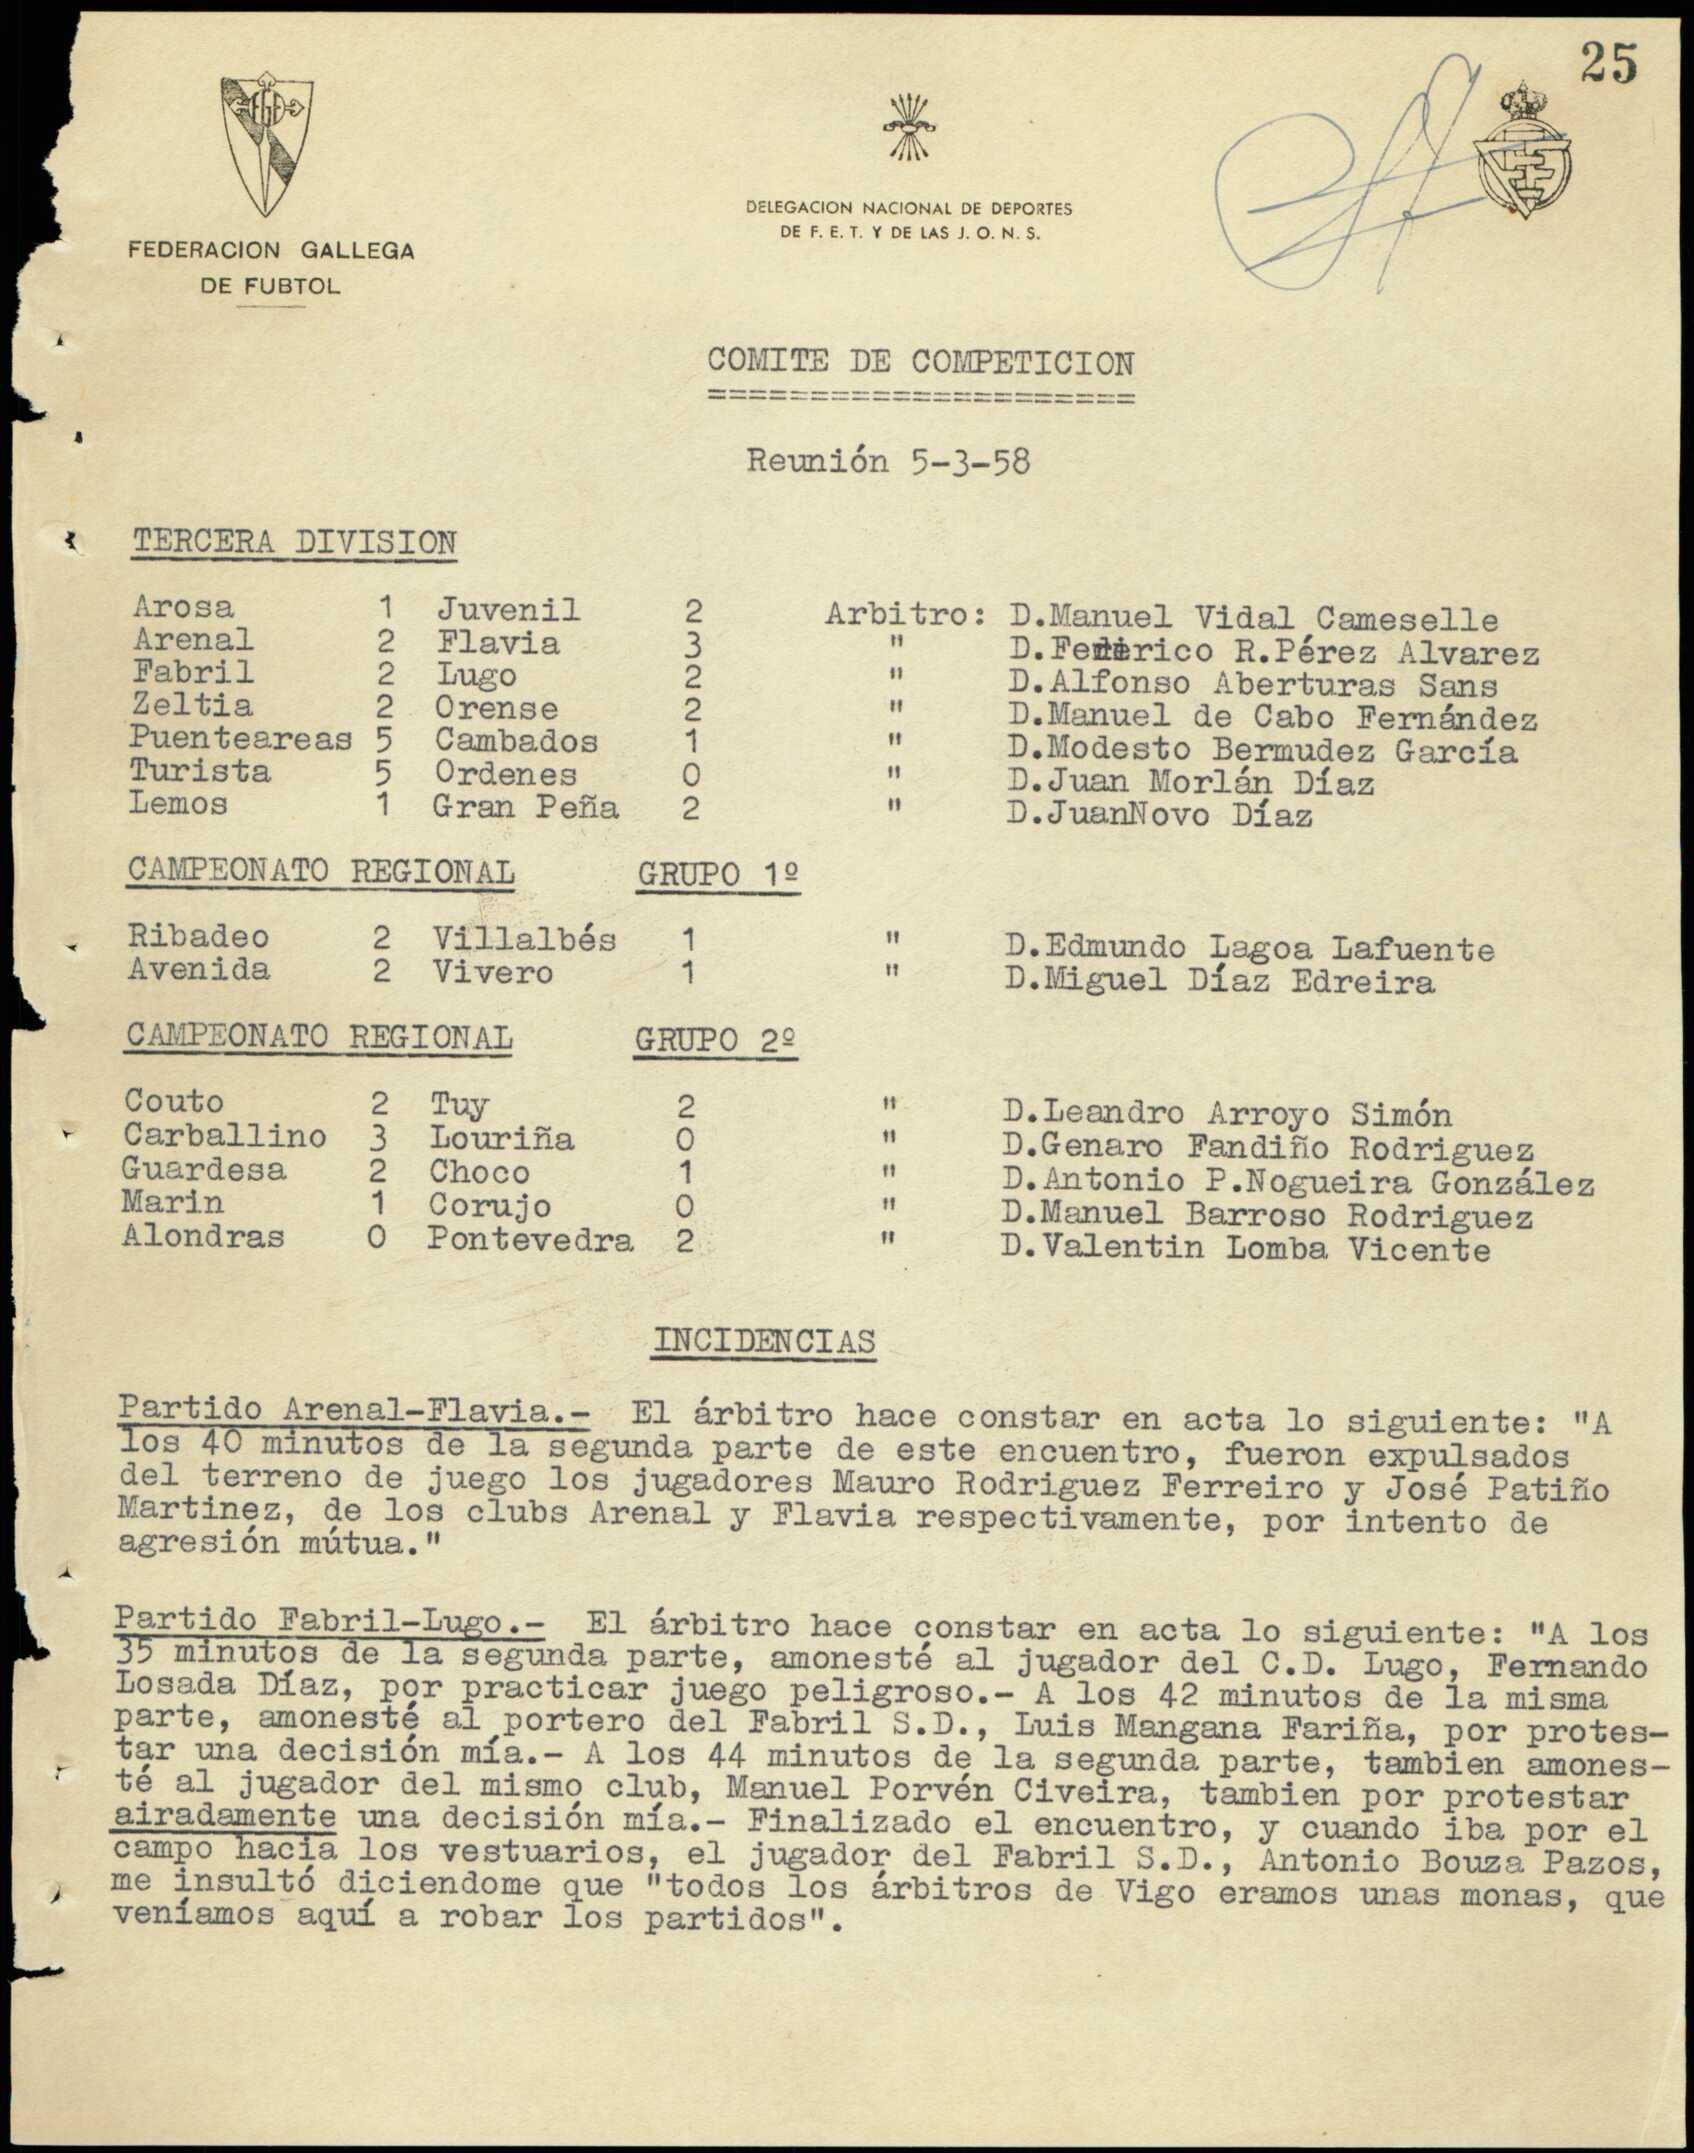 25
FEDERACION GALLEGA
DE FUBTOL
DELEGACION NACIONAL DE DEPORTES
DE F. E. T. Y DE LAS J. O. N. S.
COMITE DE COMPETICION
=====================
Reunión 5-3-58
TERCERA DIVISION
Arosa 1 Juvenil 2 Arbitro: D.Manuel Vidal Cameselle
Arenal 2 Flavia 3 " D.Federico R.Pérez Alvarez
Fabril 2 Lugo 2 " D.Alfonso Aberturas Sans
Zeltia 2 Orense 2 " D.Manuel de Cabo Fernández
Puenteareas 5 Cambados 1 " D.Modesto Bermudez García
Turista 5 Ordenes 0 " D.Juan Morlán Díaz
Lemos 1 Gran Peña 2 " D.JuanNovo Díaz
CAMPEONATO REGIONAL GRUPO 1º
Ribadeo 2 Villalbés 1 " D.Edmundo Lagoa Lafuente
Avenida 2 Vivero 1 " D.Miguel Díaz Edreira
CAMPEONATO REGIONAL GRUPO 2º
Couto 2 Tuy 2 " D.Leandro Arroyo Simón
Carballino 3 Louriña 0 " D.Genaro Fandiño Rodriguez
Guardesa 2 Choco 1 " D.Antonio P.Nogueira González
Marin 1 Corujo 0 " D.Manuel Barroso Rodriguez
Alondras 0 Pontevedra 2 " D.Valentin Lomba Vicente
INCIDENCIAS
Partido Arenal-Flavia.- El árbitro hace constar en acta lo siguiente: "A
los 40 minutos de la segunda parte de este encuentro, fueron expulsados
del terreno de juego los jugadores Mauro Rodriguez Ferreiro y José Patiño
Martinez, de los clubs Arenal y Flavia respectivamente, por intento de
agresión mútua."
Partido Fabril-Lugo.- El árbitro hace constar en acta lo siguiente: "A los
35 minutos de la segunda parte, amonesté al jugador del C.D. Lugo, Fernando
Losada Díaz, por practicar juego peligroso.- A los 42 minutos de la misma
parte, amonesté al portero del Fabril S.D., Luis Mangana Fariña, por protes-
tar una decisión mía.- A los 44 minutos de la segunda parte, tambien amones-
té al jugador del mismo club, Manuel Porvén Civeira, tambien por protestar
airadamente una decisión mía.- Finalizado el encuentro, y cuando iba por el
campo hacia los vestuarios, el jugador del Fabril S.D., Antonio Bouza Pazos,
me insultó diciendome que "todos los árbitros de Vigo eramos unas monas, que
veníamos aquí a robar los partidos".